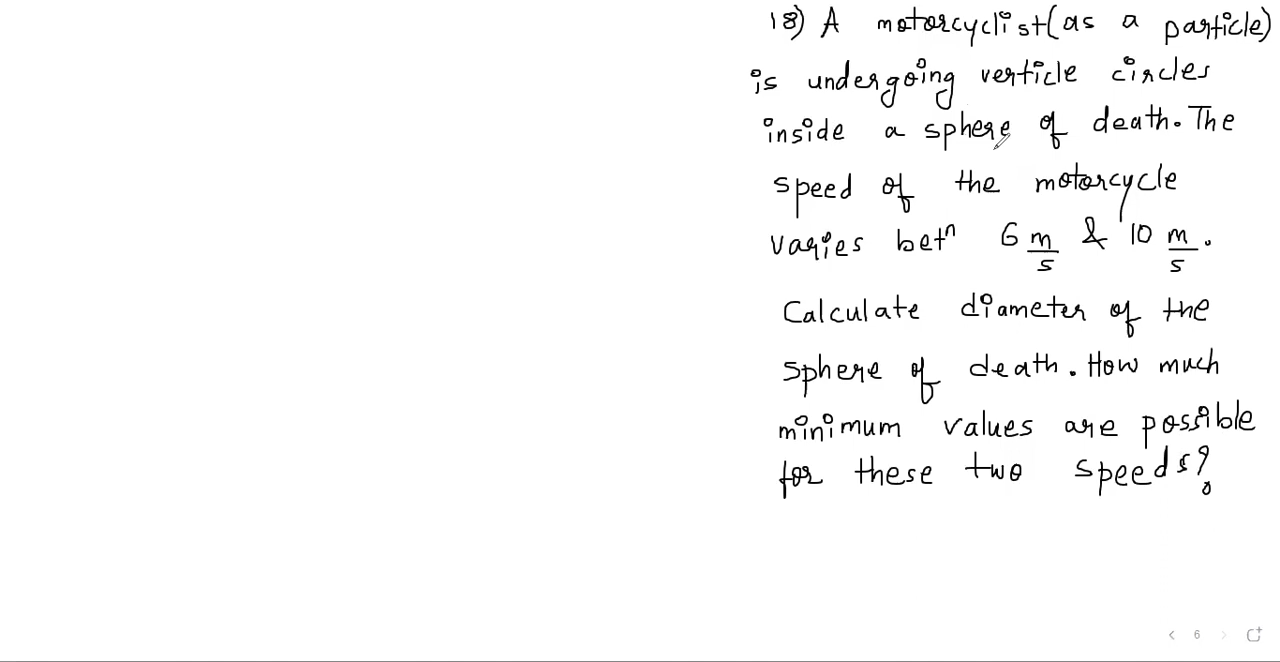 18) A motorcyclist (as a particle)
is undergoing verticle circles
inside a sphere of death. The
speed of the motorcycle
varies betⁿ 6 m/s & 10 m/s.
Calculate diameter of the
sphere of death. How much
minimum values are possible
for these two speeds?
6